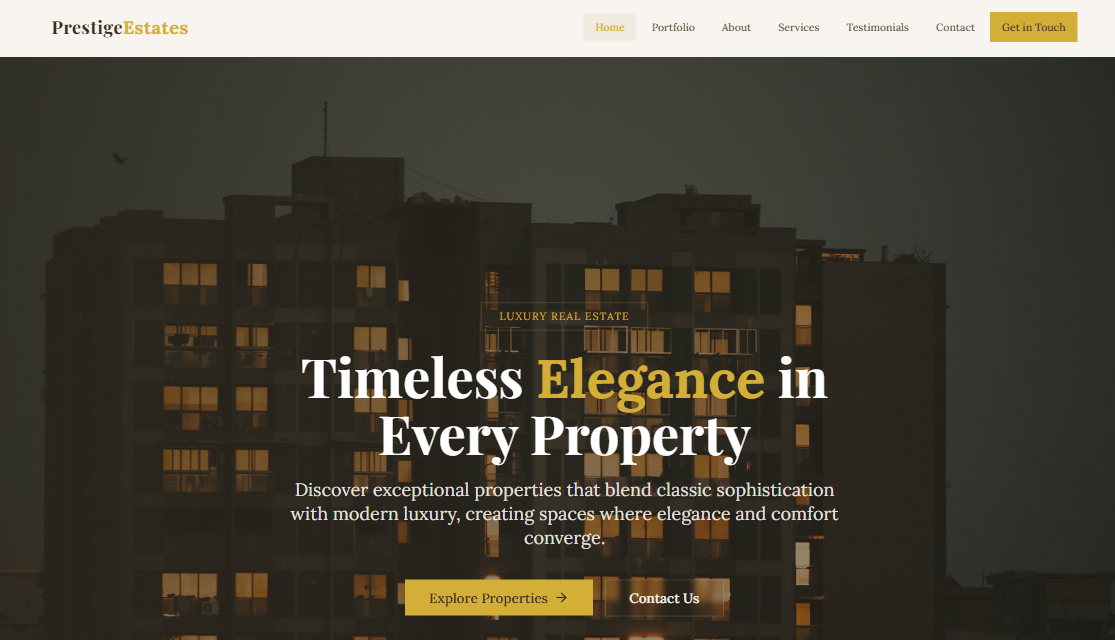 PrestigeEstates
Home Portfolio About Services Testimonials Contact Get in Touch
LUXURY REAL ESTATE
Timeless Elegance in
Every Property
Discover exceptional properties that blend classic sophistication
with modern luxury, creating spaces where elegance and comfort
converge.
Explore Properties → Contact Us